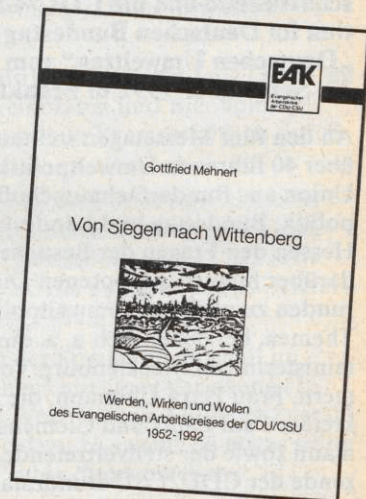 EAK
Evangelischer
Arbeitskreis
der CDU/CSU
Gottfried Mehnert
Von Siegen nach Wittenberg
Werden, Wirken und Wollen
des Evangelischen Arbeitskreises der CDU/CSU
1952-1992